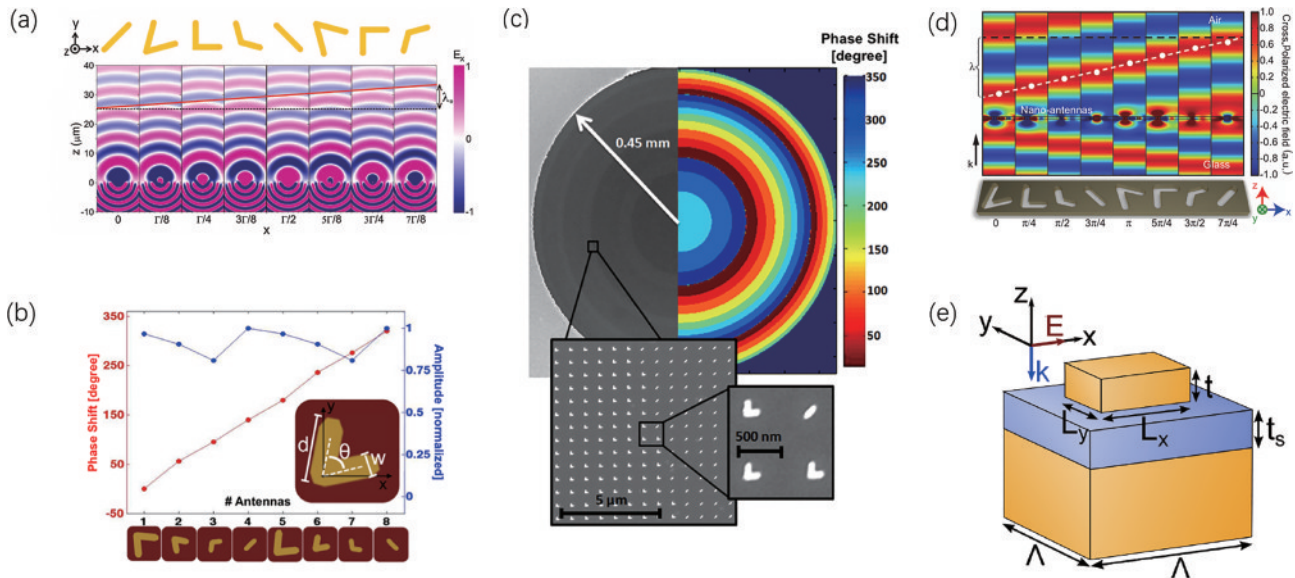 (a)
y
z
x
Eₓ
40
30
20
10
0
-10
z (μm)
1
-1
λₒ
0 Γ/8 Γ/4 3Γ/8 Γ/2 5Γ/8 3Γ/4 7Γ/8
x
(b)
350
250
150
50
-50
Phase Shift [degree]
1
0.75
0.5
0.25
0
Amplitude [normalized]
y
d
θ
w
x
# Antennas
1 2 3 4 5 6 7 8
(c)
Phase Shift
[degree]
350
300
250
200
150
100
50
0.45 mm
5 μm
500 nm
(d)
Air
λ
Nano-antennas
k
Glass
1.0
0.8
0.6
0.4
0.2
0.0
-0.2
-0.4
-0.6
-0.8
-1.0
Cross_Polarized electric field (a.u.)
0 π/4 π/2 3π/4 π 5π/4 3π/2 7π/4
z
y
x
(e)
z
y
E
x
k
t
L_y
L_x
t_s
Λ
Λ